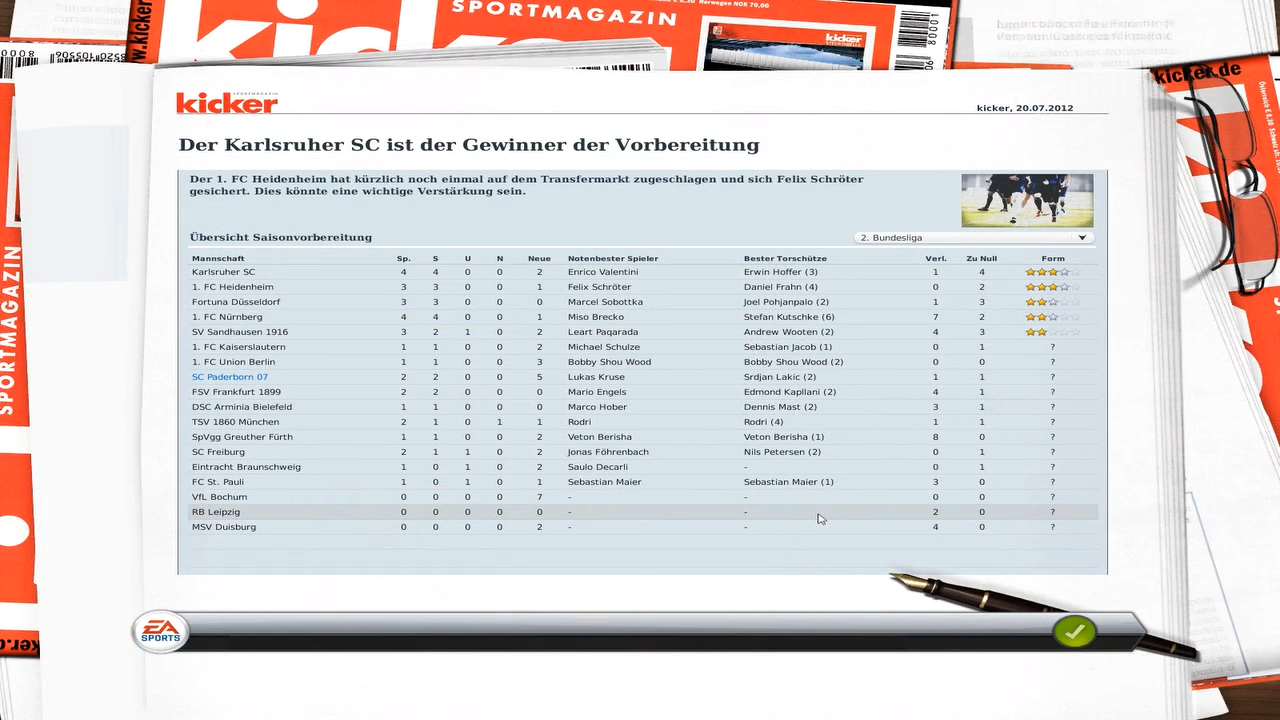 SPORTMAGAZIN
Norwegen NOK 70,00
www.kicker
kicker
kicker
80001
kicker.de
SPORTMAGAZIN
kicker
kicker, 20.07.2012
Der Karlsruher SC ist der Gewinner der Vorbereitung
Der 1. FC Heidenheim hat kürzlich noch einmal auf dem Transfermarkt zugeschlagen und sich Felix Schröter
gesichert. Dies könnte eine wichtige Verstärkung sein.
Übersicht Saisonvorbereitung 2. Bundesliga
Mannschaft Sp. S U N Neue Notenbester Spieler Bester Torschütze Verl. Zu Null Form
Karlsruher SC 4 4 0 0 2 Enrico Valentini Erwin Hoffer (3) 1 4
1. FC Heidenheim 3 3 0 0 1 Felix Schröter Daniel Frahn (4) 0 2
Fortuna Düsseldorf 3 3 0 0 0 Marcel Sobottka Joel Pohjanpalo (2) 1 3
1. FC Nürnberg 4 4 0 0 1 Miso Brecko Stefan Kutschke (6) 7 2
SV Sandhausen 1916 3 2 1 0 2 Leart Paqarada Andrew Wooten (2) 4 3
1. FC Kaiserslautern 1 1 0 0 2 Michael Schulze Sebastian Jacob (1) 0 1 ?
1. FC Union Berlin 1 1 0 0 3 Bobby Shou Wood Bobby Shou Wood (2) 0 0 ?
SC Paderborn 07 2 2 0 0 5 Lukas Kruse Srdjan Lakic (2) 1 1 ?
FSV Frankfurt 1899 2 2 0 0 0 Mario Engels Edmond Kapllani (2) 4 1 ?
DSC Arminia Bielefeld 1 1 0 0 0 Marco Hober Dennis Mast (2) 3 1 ?
TSV 1860 München 2 1 0 1 1 Rodri Rodri (4) 1 1 ?
SpVgg Greuther Fürth 1 1 0 0 2 Veton Berisha Veton Berisha (1) 8 0 ?
SC Freiburg 2 1 1 0 2 Jonas Föhrenbach Nils Petersen (2) 0 1 ?
Eintracht Braunschweig 1 0 1 0 2 Saulo Decarli - 0 1 ?
FC St. Pauli 1 0 1 0 1 Sebastian Maier Sebastian Maier (1) 3 0 ?
VfL Bochum 0 0 0 0 7 - - 0 0 ?
RB Leipzig 0 0 0 0 0 - - 2 0 ?
MSV Duisburg 0 0 0 0 2 - - 4 0 ?
EA
SPORTS